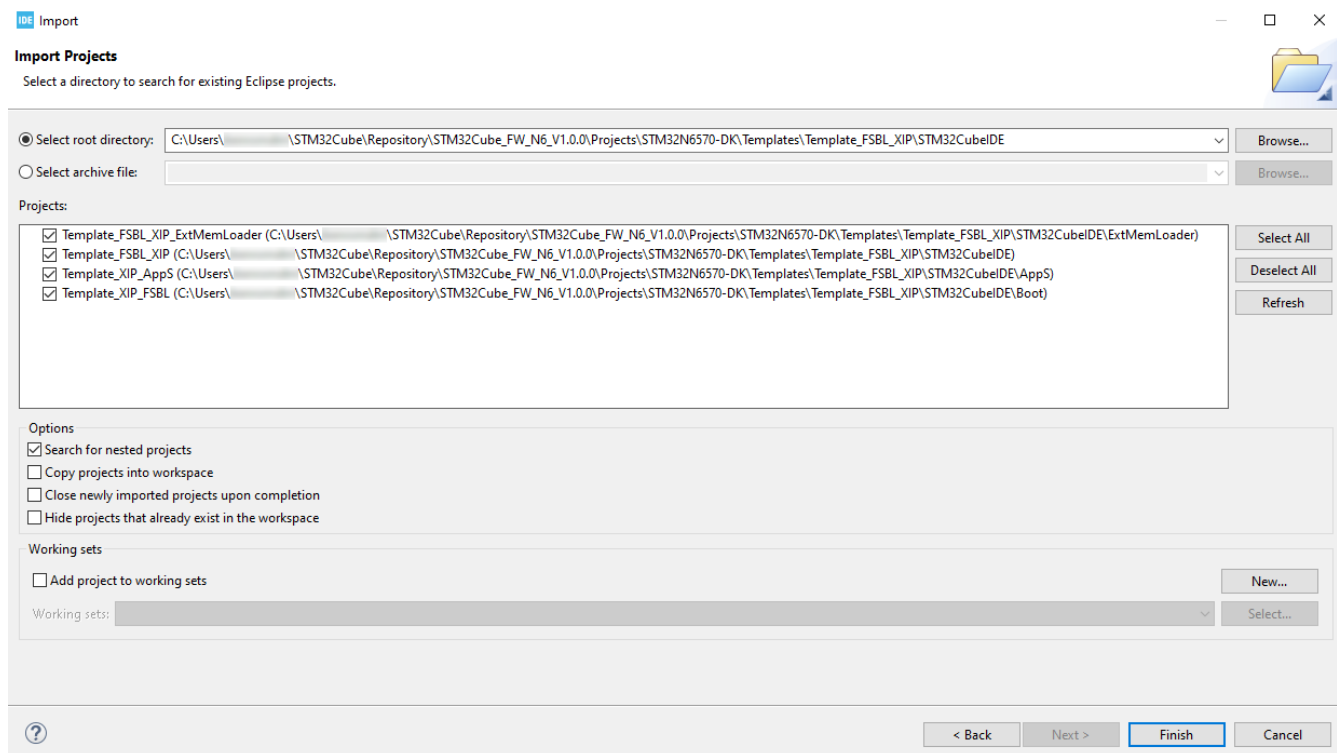 IDE Import
Import Projects
Select a directory to search for existing Eclipse projects.
Select root directory: C:\Users\ \STM32Cube\Repository\STM32Cube_FW_N6_V1.0.0\Projects\STM32N6570-DK\Templates\Template_FSBL_XIP\STM32CubeIDE Browse...
Select archive file: Browse...
Projects:
Template_FSBL_XIP_ExtMemLoader (C:\Users\ \STM32Cube\Repository\STM32Cube_FW_N6_V1.0.0\Projects\STM32N6570-DK\Templates\Template_FSBL_XIP\STM32CubeIDE\ExtMemLoader) Select All
Template_FSBL_XIP (C:\Users\ \STM32Cube\Repository\STM32Cube_FW_N6_V1.0.0\Projects\STM32N6570-DK\Templates\Template_FSBL_XIP\STM32CubeIDE)
Template_XIP_AppS (C:\Users\ \STM32Cube\Repository\STM32Cube_FW_N6_V1.0.0\Projects\STM32N6570-DK\Templates\Template_FSBL_XIP\STM32CubeIDE\AppS) Deselect All
Template_XIP_FSBL (C:\Users\ \STM32Cube\Repository\STM32Cube_FW_N6_V1.0.0\Projects\STM32N6570-DK\Templates\Template_FSBL_XIP\STM32CubeIDE\Boot) Refresh
Options
Search for nested projects
Copy projects into workspace
Close newly imported projects upon completion
Hide projects that already exist in the workspace
Working sets
Add project to working sets New...
Working sets: Select...
? < Back Next > Finish Cancel